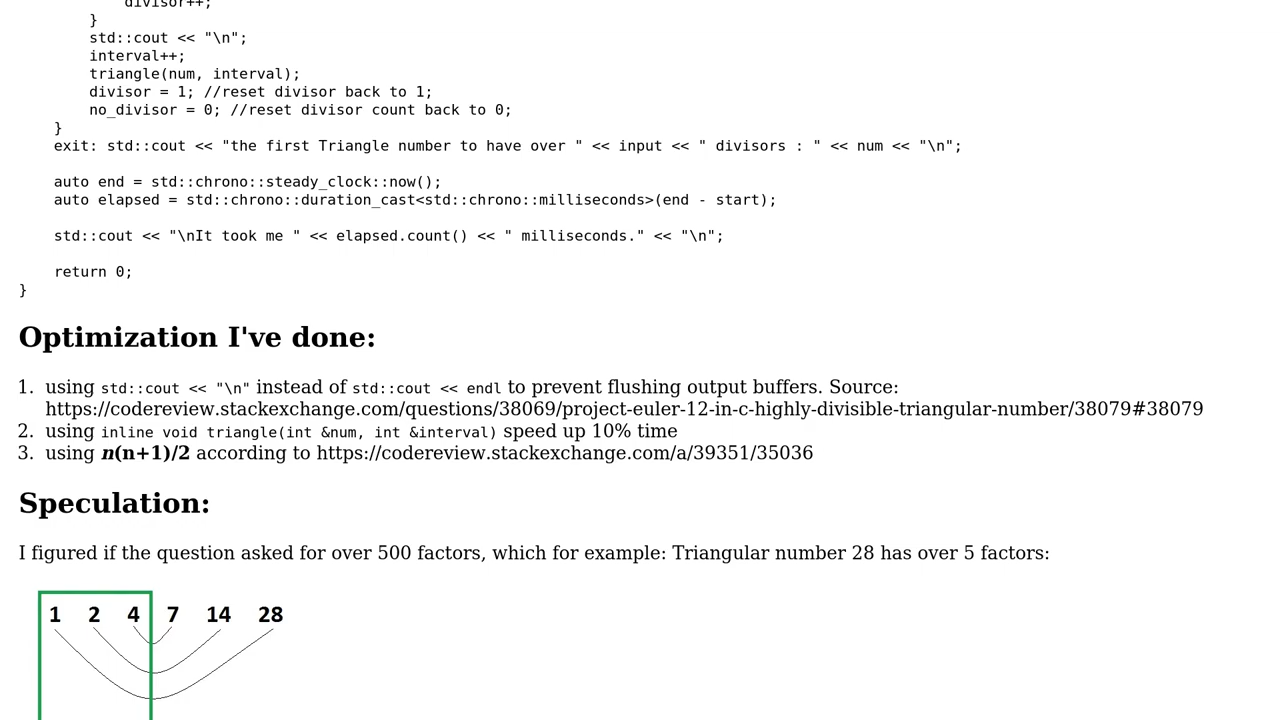 divisor++;
}
std::cout << "\n";
interval++;
triangle(num, interval);
divisor = 1; //reset divisor back to 1;
no_divisor = 0; //reset divisor count back to 0;
}
exit: std::cout << "the first Triangle number to have over " << input << " divisors : " << num << "\n";
auto end = std::chrono::steady_clock::now();
auto elapsed = std::chrono::duration_cast<std::chrono::milliseconds>(end - start);
std::cout << "\nIt took me " << elapsed.count() << " milliseconds." << "\n";
return 0;
}
Optimization I've done:
1. using std::cout << "\n" instead of std::cout << endl to prevent flushing output buffers. Source:
https://codereview.stackexchange.com/questions/38069/project-euler-12-in-c-highly-divisible-triangular-number/38079#38079
2. using inline void triangle(int &num, int &interval) speed up 10% time
3. using n(n+1)/2 according to https://codereview.stackexchange.com/a/39351/35036
Speculation:
I figured if the question asked for over 500 factors, which for example: Triangular number 28 has over 5 factors:
1 2 4 7 14 28